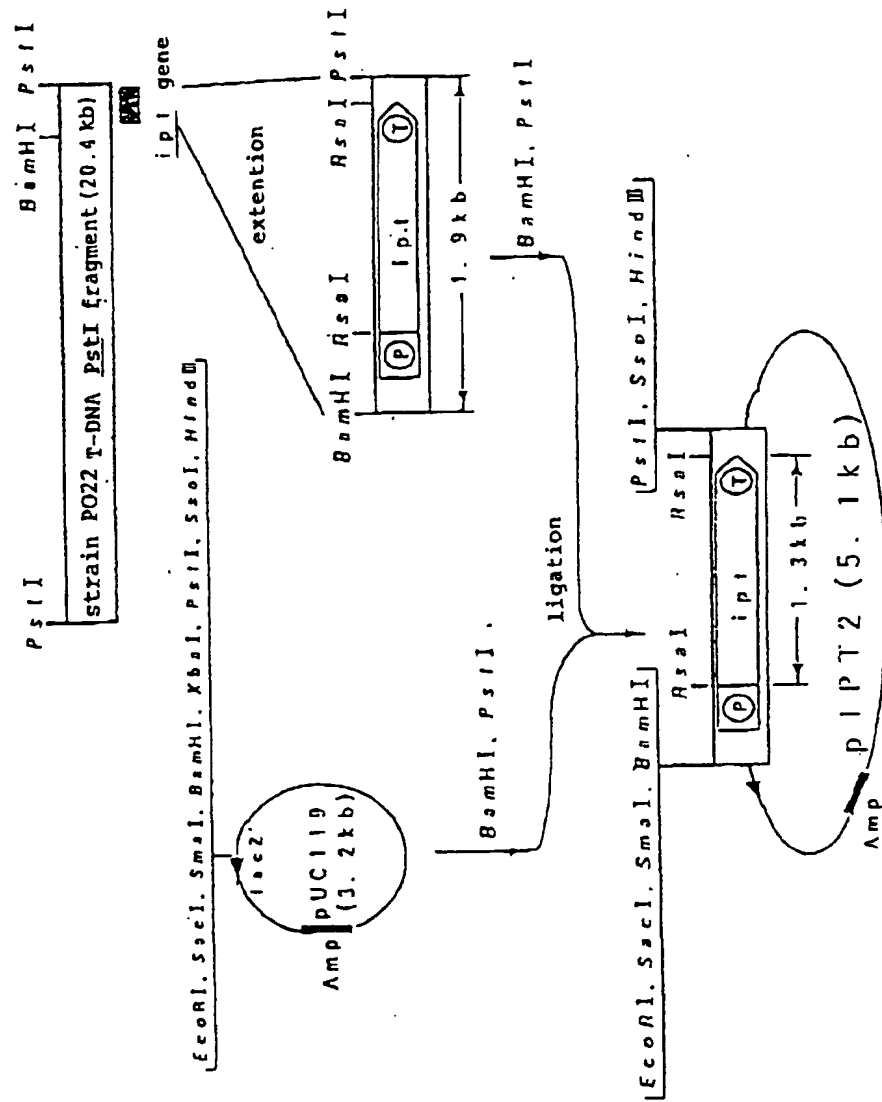 PstI
BamHI PstI
strain PO22 T-DNA PstI fragment (20.4 kb)
ipt gene
extention
EcoRI, SacI, SmaI, BamHI, XbaI, PstI, HindⅢ
lacZ'
pUC119
(3. 2kb)
Amp
BamHI RsaI RsaI PstI
P ipt T
1. 9kb
BamHI, PstI
BamHI, PstI
ligation
EcoRI, SacI, SmaI, BamHI
PstI, HindⅢ
RsaI RsaI
P ipt T
1. 3kb
pIPT2 (5. 1kb)
Amp